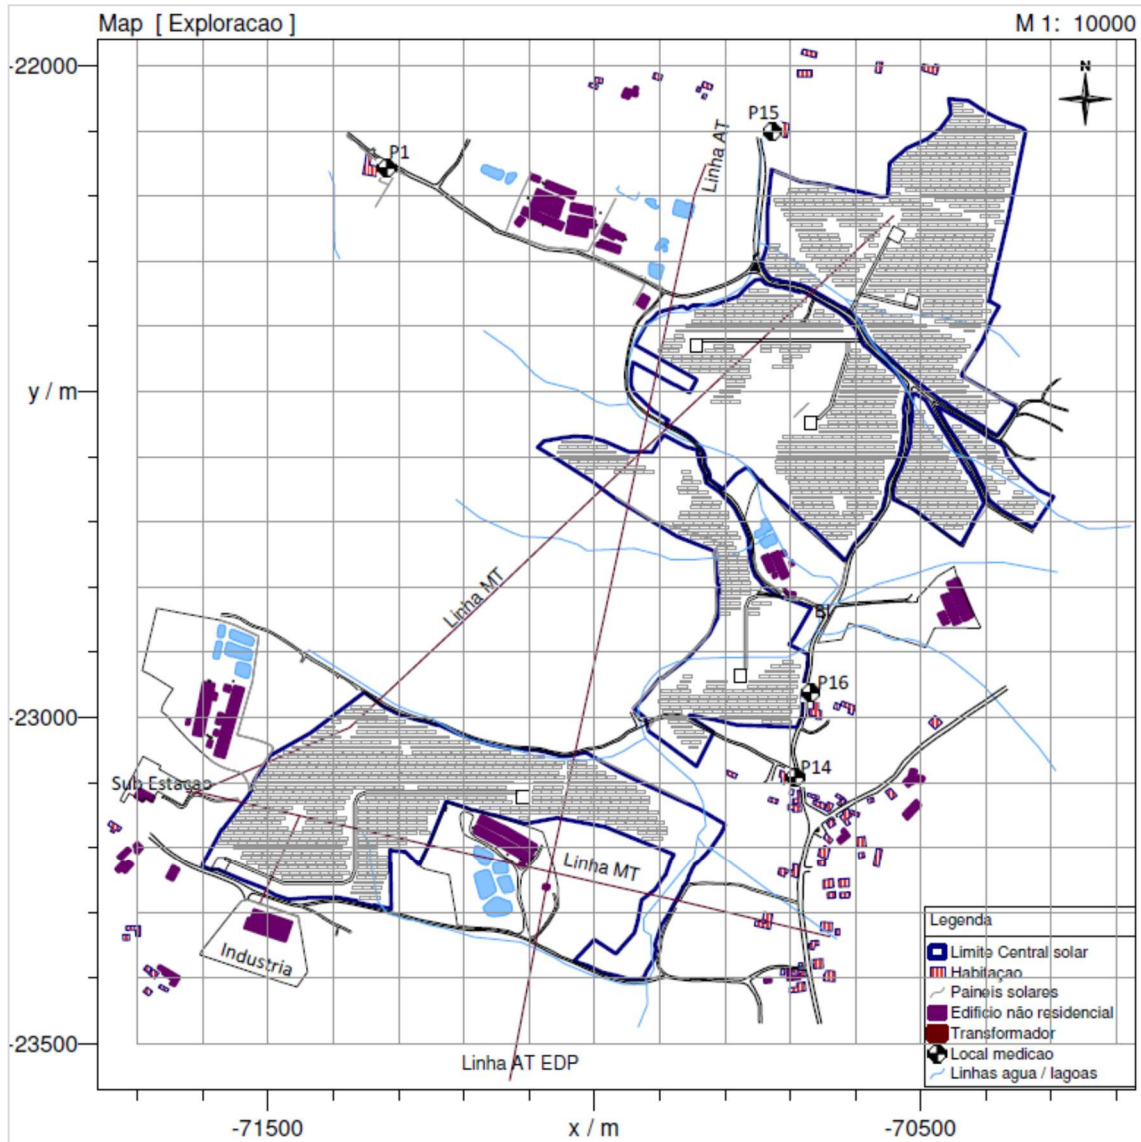 Map [ Exploracao ]
M 1: 10000
-22000
N
P15
P1
Linha AT
y / m
Linha MT
P16
-23000
P14
Sub Estacao
Linha MT
Industria
Legenda
Limite Central solar
Habitaçao
Paineis solares
Edificio não residencial
Transformador
Local medicao
Linhas agua / lagoas
-23500
Linha AT EDP
-71500
x / m
-70500